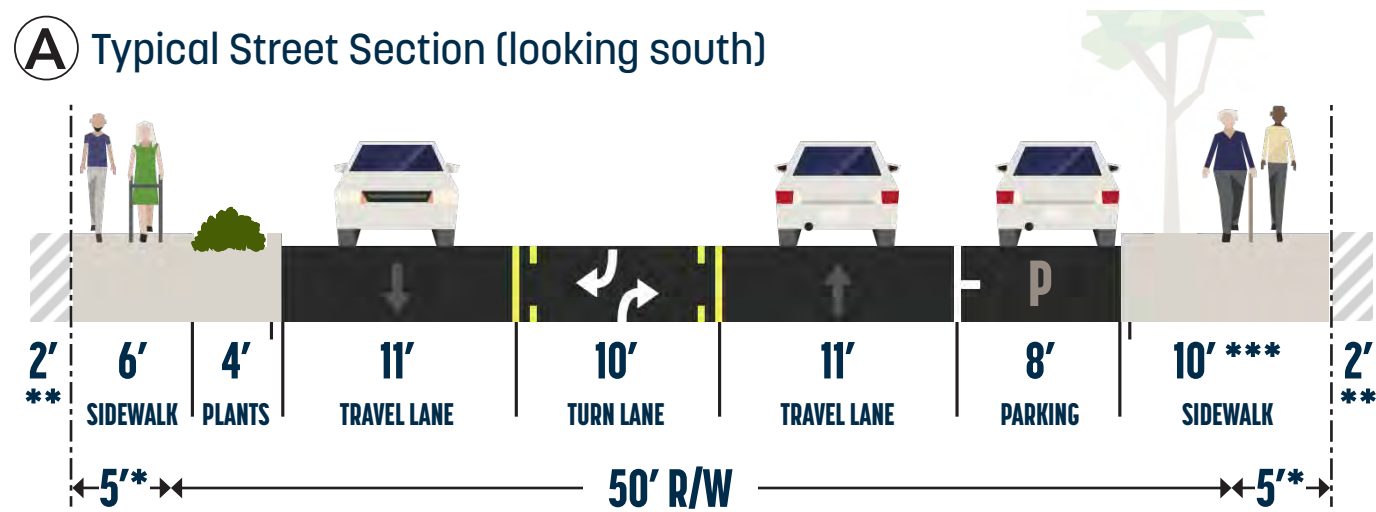 A Typical Street Section (looking south)
P
2' 6' 4' 11' 10' 11' 8' 10' *** 2'
** SIDEWALK PLANTS TRAVEL LANE TURN LANE TRAVEL LANE PARKING SIDEWALK **
5'* 50' R/W 5'*